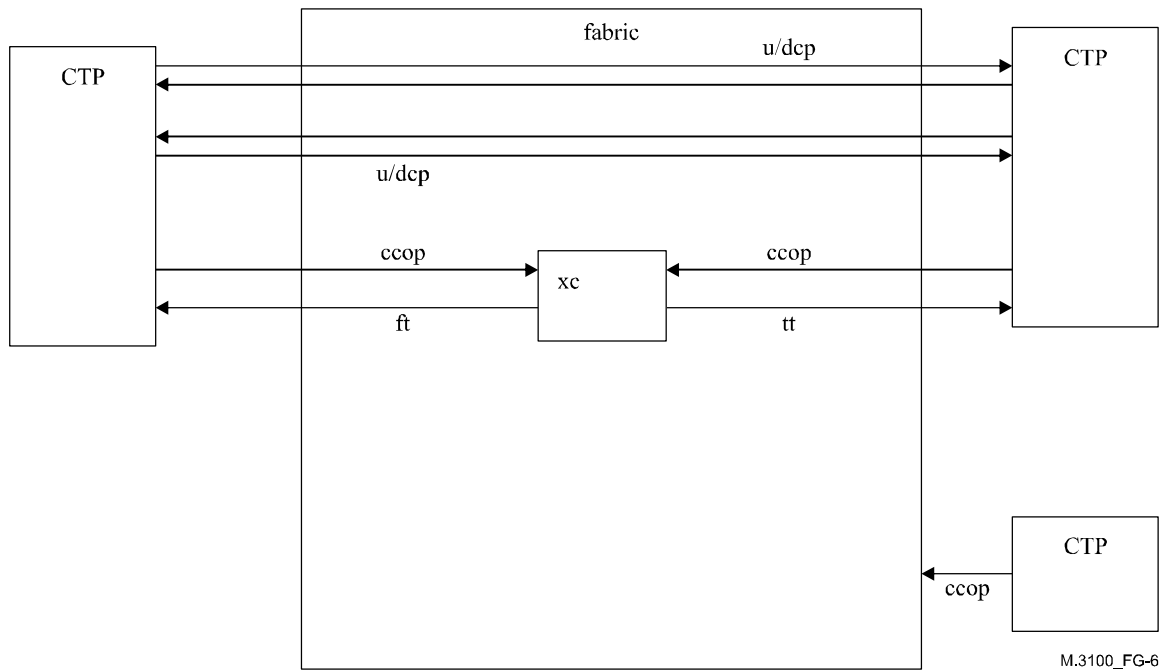 fabric
u/dcp
CTP
CTP
u/dcp
ccop
ccop
xc
ft
tt
CTP
ccop
M.3100_FG-6